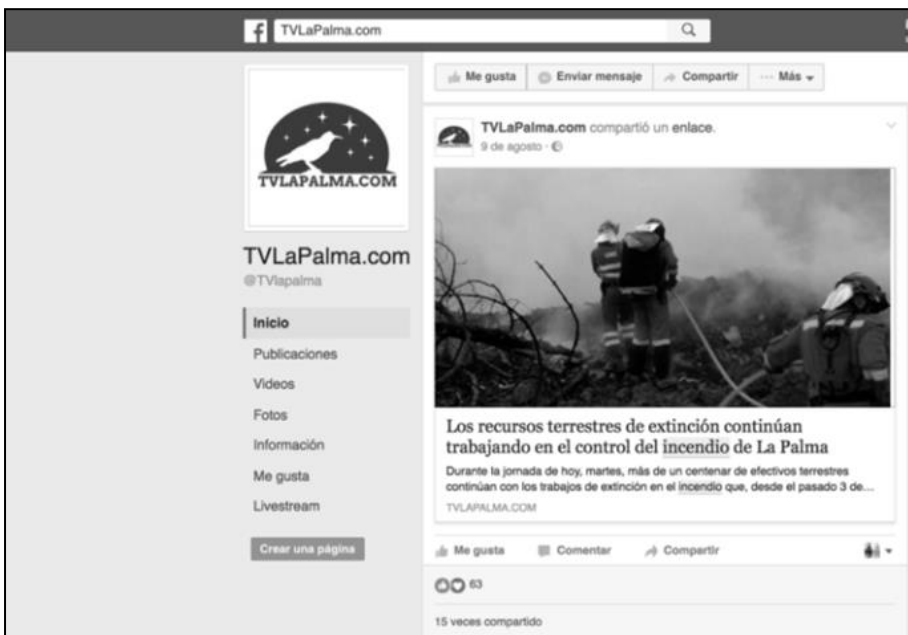 TVLaPalma.com
Me gusta Enviar mensaje Compartir ··· Más
TVLAPALMA.COM
TVLaPalma.com
@TVlapalma
Inicio
Publicaciones
Videos
Fotos
Información
Me gusta
Livestream
Crear una página
TVLaPalma.com compartió un enlace.
9 de agosto ·
Los recursos terrestres de extinción continúan
trabajando en el control del incendio de La Palma
Durante la jornada de hoy, martes, más de un centenar de efectivos terrestres
continúan con los trabajos de extinción en el incendio que, desde el pasado 3 de...
TVLAPALMA.COM
Me gusta Comentar Compartir
63
15 veces compartido